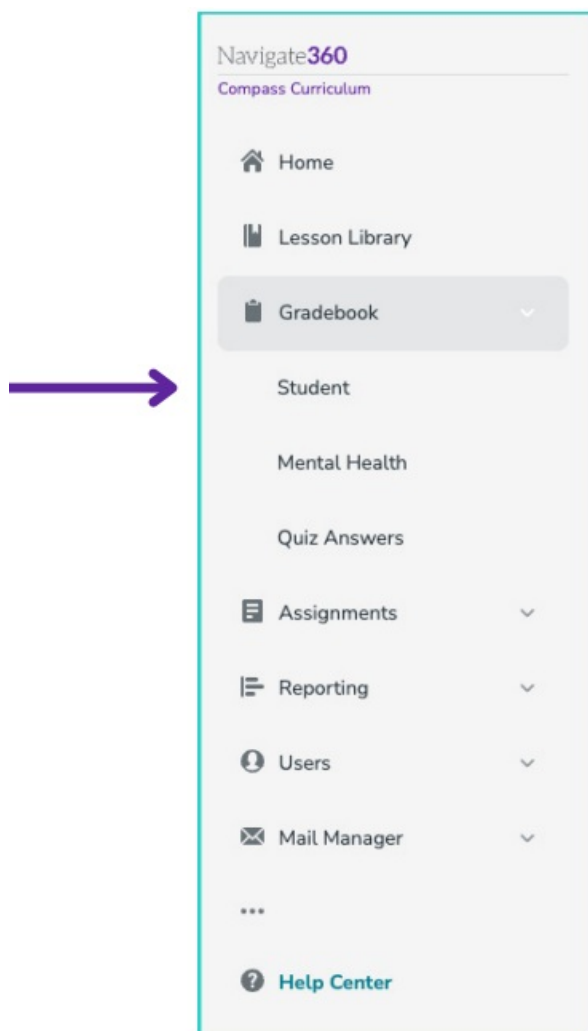 Navigate360
Compass Curriculum
Home
Lesson Library
Gradebook
Student
Mental Health
Quiz Answers
Assignments
Reporting
Users
Mail Manager
...
Help Center